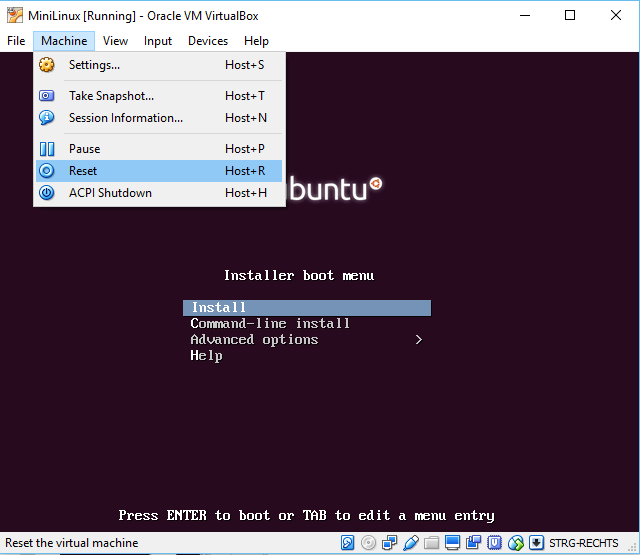 MiniLinux [Running] - Oracle VM VirtualBox
File Machine View Input Devices Help
Settings... Host+S
Take Snapshot... Host+T
Session Information... Host+N
Pause Host+P
Reset Host+R
ACPI Shutdown Host+H
buntu
Installer boot menu
Install
Command-line install
Advanced options >
Help
Press ENTER to boot or TAB to edit a menu entry
Reset the virtual machine STRG-RECHTS